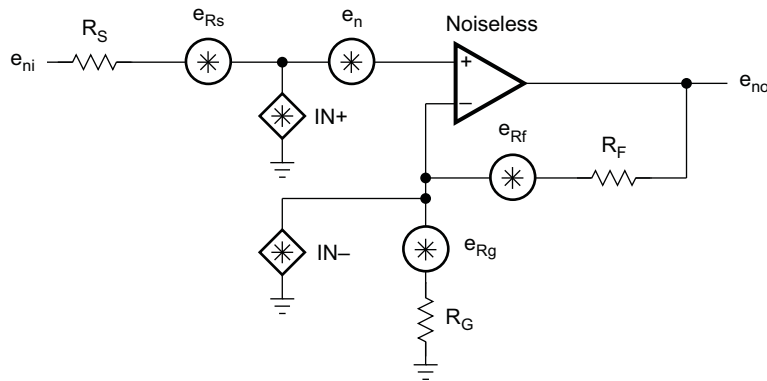 e_Rs
e_n
Noiseless
R_S
e_ni
+
e_no
IN+
−
e_Rf
R_F
IN–
e_Rg
R_G